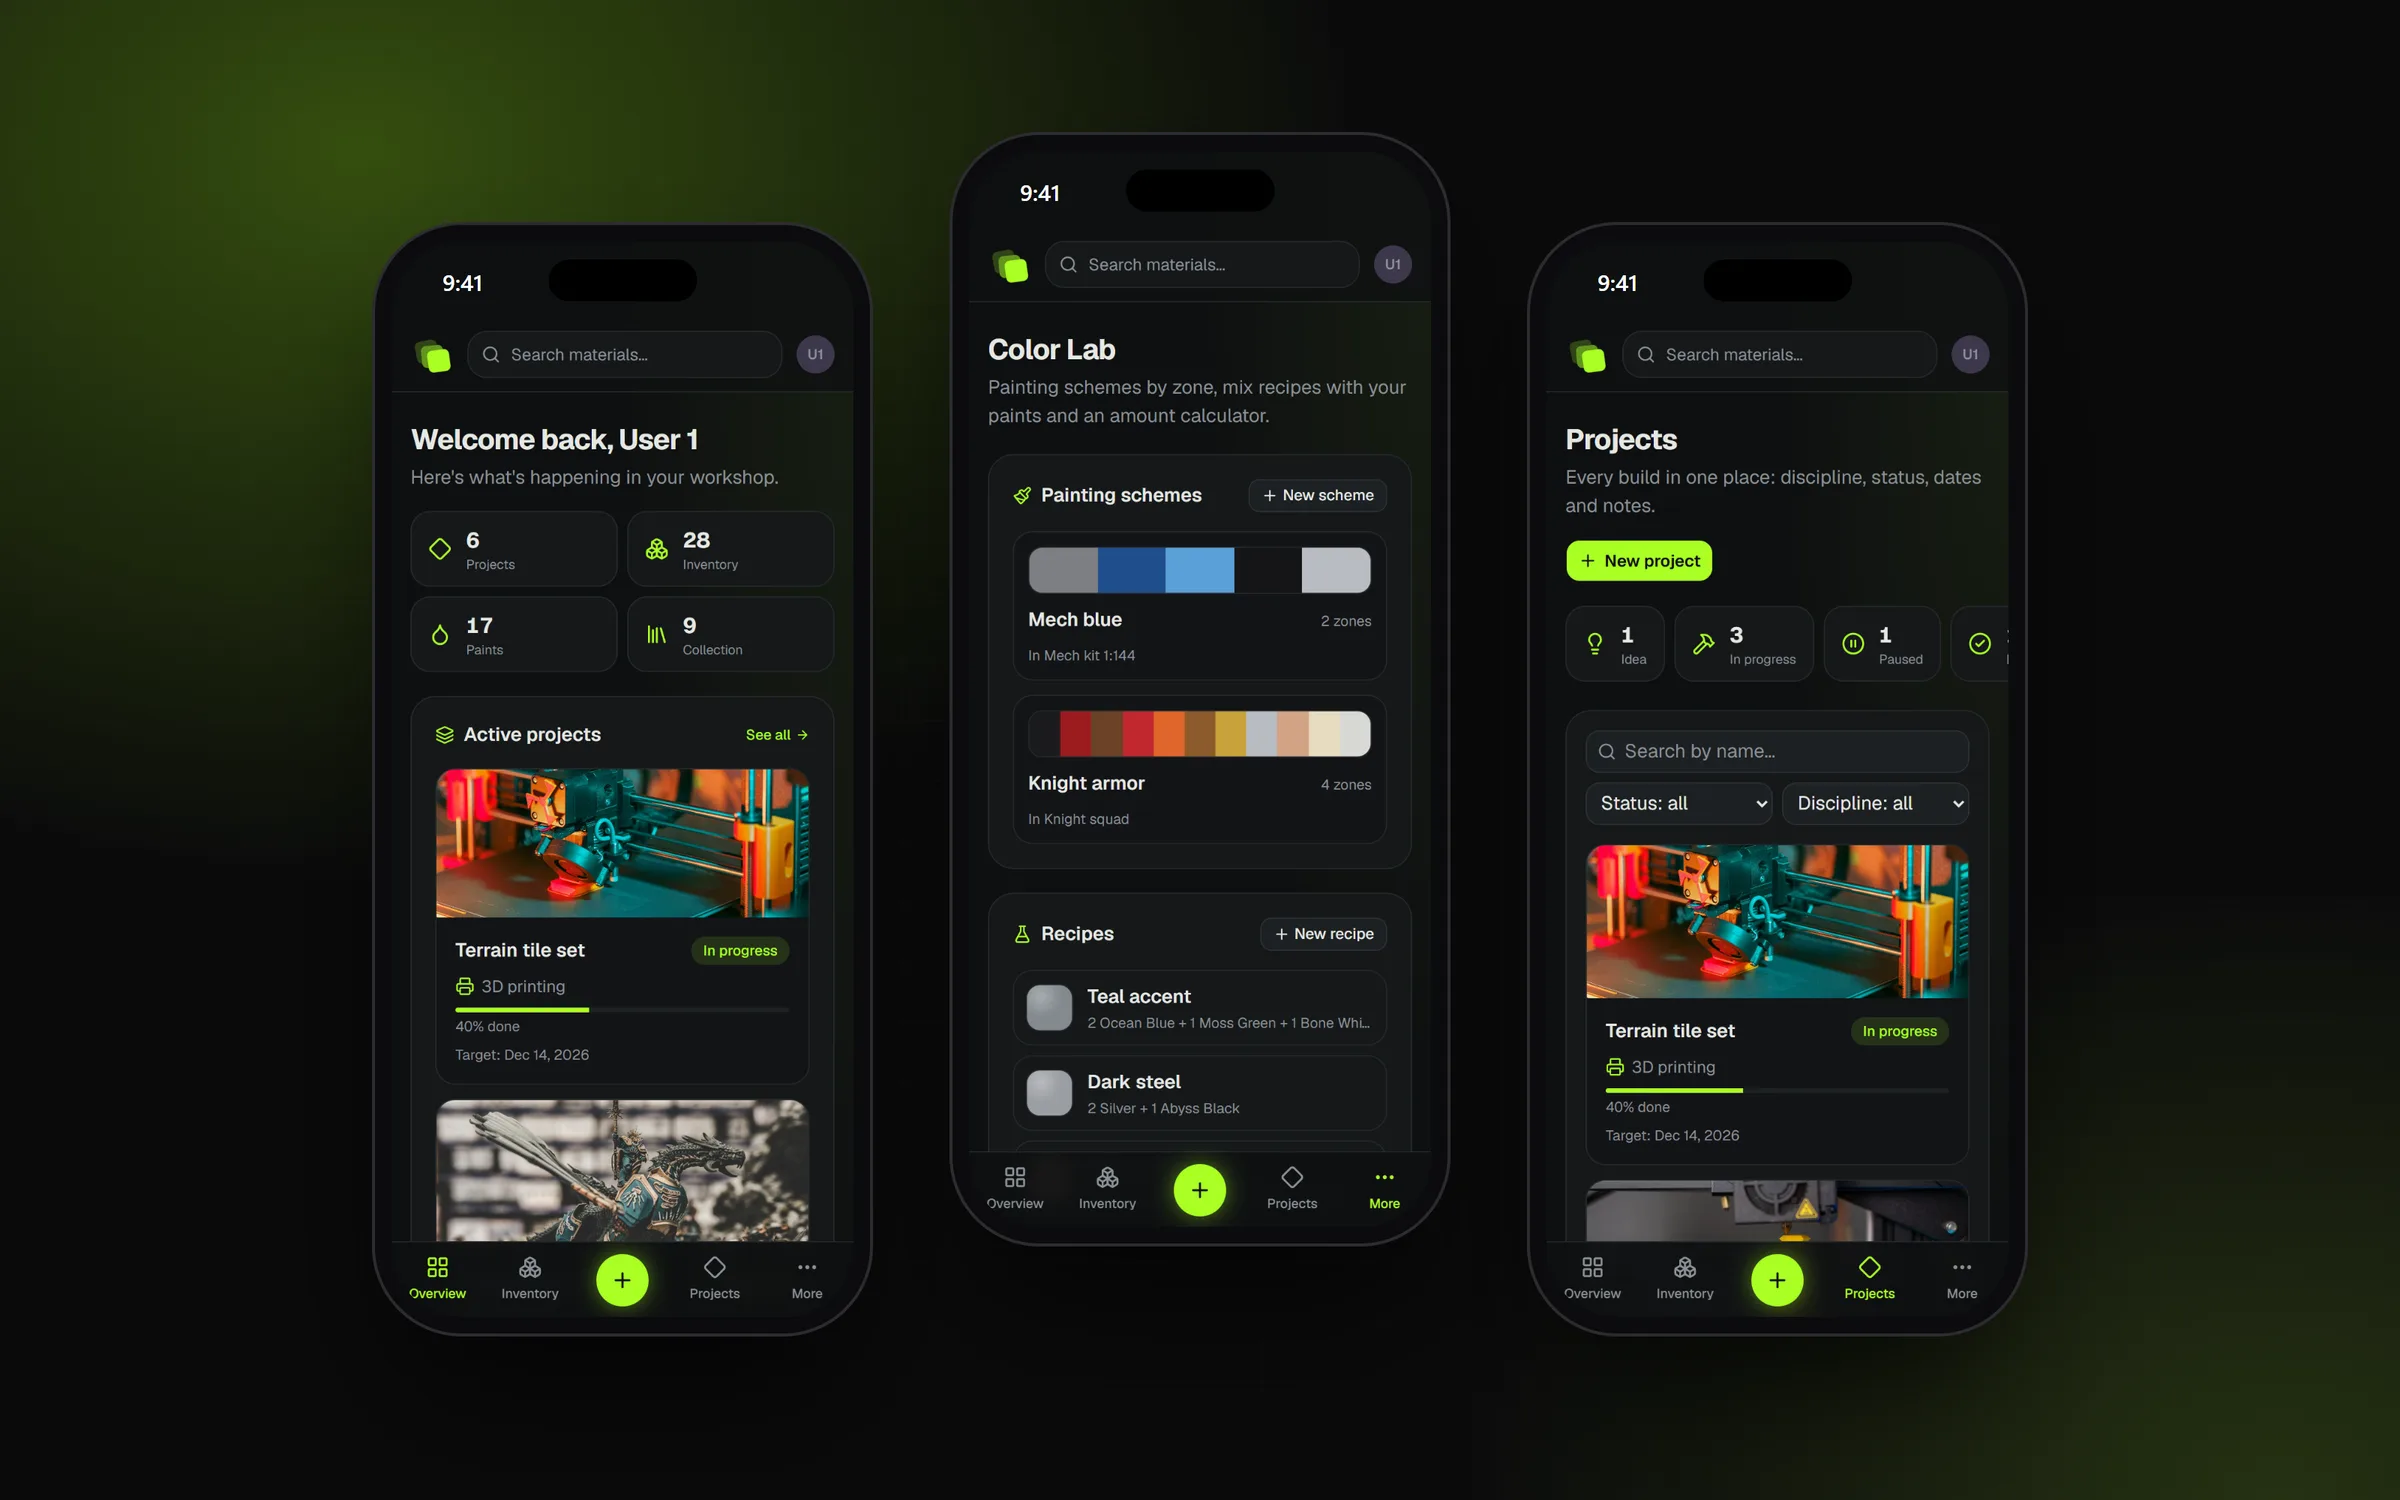 9:41
Search materials...
U1
Welcome back, User 1
Here's what's happening in your workshop.
6
Projects
28
Inventory
17
Paints
9
Collection
Active projects
See all
Terrain tile set
In progress
3D printing
40% done
Target: Dec 14, 2026
Overview
Inventory
Projects
More
9:41
Search materials...
U1
Color Lab
Painting schemes by zone, mix recipes with your
paints and an amount calculator.
Painting schemes
+ New scheme
Mech blue
2 zones
In Mech kit 1:144
Knight armor
4 zones
In Knight squad
Recipes
+ New recipe
Teal accent
2 Ocean Blue + 1 Moss Green + 1 Bone Whi...
Dark steel
2 Silver + 1 Abyss Black
Overview
Inventory
Projects
More
9:41
Search materials...
U1
Projects
Every build in one place: discipline, status, dates
and notes.
+ New project
1
Idea
3
In progress
1
Paused
Search by name...
Status: all
Discipline: all
Terrain tile set
In progress
3D printing
40% done
Target: Dec 14, 2026
Overview
Inventory
Projects
More